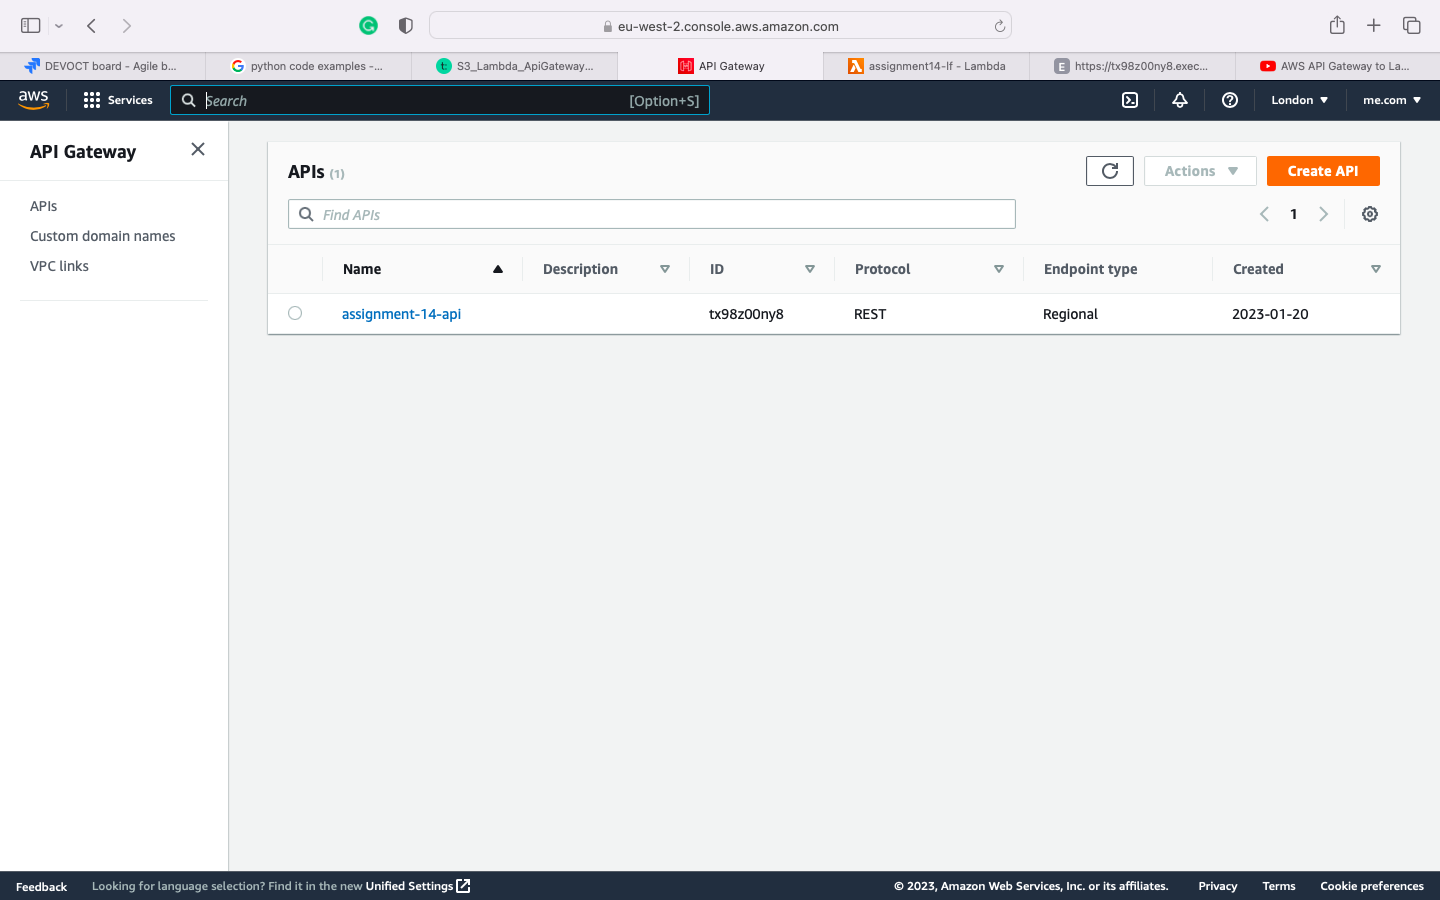 eu-west-2.console.aws.amazon.com
DEVOCT board - Agile b...
python code examples -...
S3_Lambda_ApiGateway...
API Gateway
assignment14-lf - Lambda
E
https://tx98z00ny8.exec...
AWS API Gateway to La...
aws
Services
Search
[Option+S]
London
me.com
API Gateway
APIs
Custom domain names
VPC links
APIs (1)
Actions
Create API
Find APIs
1
Name
Description
ID
Protocol
Endpoint type
Created
assignment-14-api
tx98z00ny8
REST
Regional
2023-01-20
Feedback
Looking for language selection? Find it in the new Unified Settings
© 2023, Amazon Web Services, Inc. or its affiliates.
Privacy
Terms
Cookie preferences